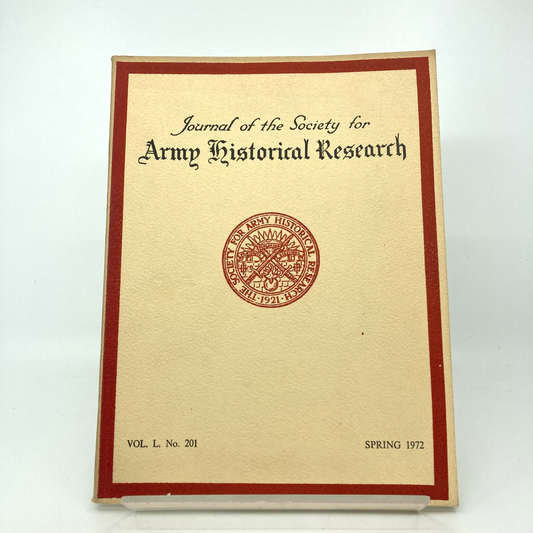 Journal of the Society for
Army Historical Research
THE SOCIETY FOR ARMY HISTORICAL RESEARCH
·1921·
VOL. L. No. 201
SPRING 1972